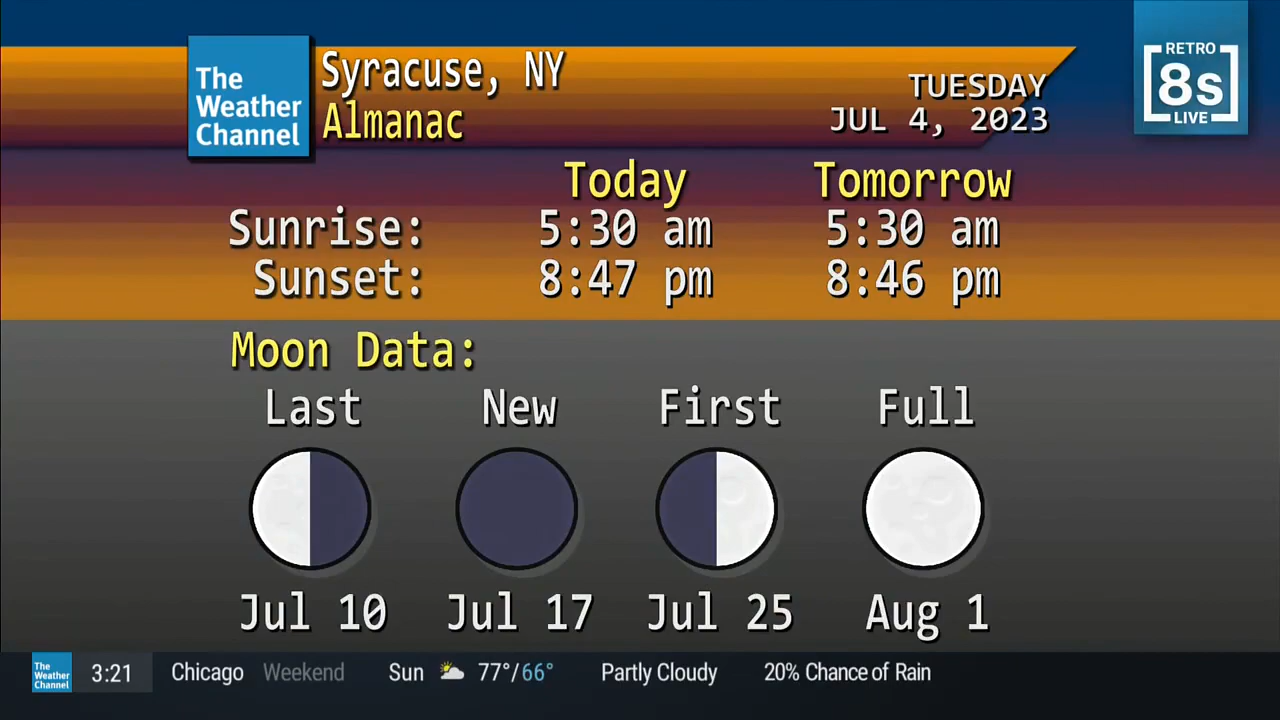 The
Weather
Channel
Syracuse, NY
Almanac
TUESDAY
JUL 4, 2023
RETRO
8s
LIVE
Today Tomorrow
Sunrise: 5:30 am 5:30 am
Sunset: 8:47 pm 8:46 pm
Moon Data:
Last New First Full
Jul 10 Jul 17 Jul 25 Aug 1
The
Weather
Channel
3:21 Chicago Weekend Sun 77°/66° Partly Cloudy 20% Chance of Rain